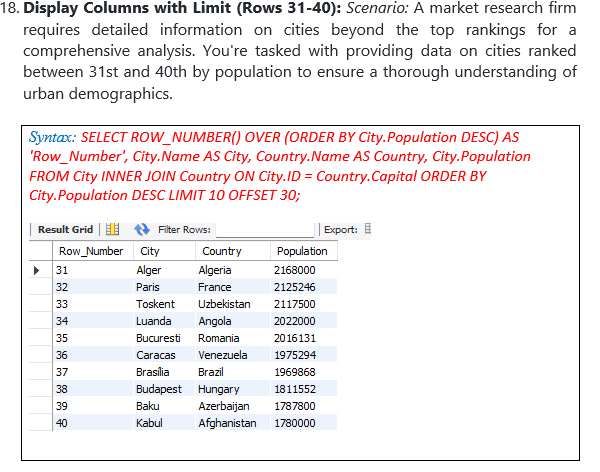 18. Display Columns with Limit (Rows 31-40): Scenario: A market research firm
requires detailed information on cities beyond the top rankings for a
comprehensive analysis. You're tasked with providing data on cities ranked
between 31st and 40th by population to ensure a thorough understanding of
urban demographics.
Syntax: SELECT ROW_NUMBER() OVER (ORDER BY City.Population DESC) AS
'Row_Number', City.Name AS City, Country.Name AS Country, City.Population
FROM City INNER JOIN Country ON City.ID = Country.Capital ORDER BY
City.Population DESC LIMIT 10 OFFSET 30;
Result Grid Filter Rows: Export:
Row_Number City Country Population
31 Alger Algeria 2168000
32 Paris France 2125246
33 Toskent Uzbekistan 2117500
34 Luanda Angola 2022000
35 Bucuresti Romania 2016131
36 Caracas Venezuela 1975294
37 Brasília Brazil 1969868
38 Budapest Hungary 1811552
39 Baku Azerbaijan 1787800
40 Kabul Afghanistan 1780000